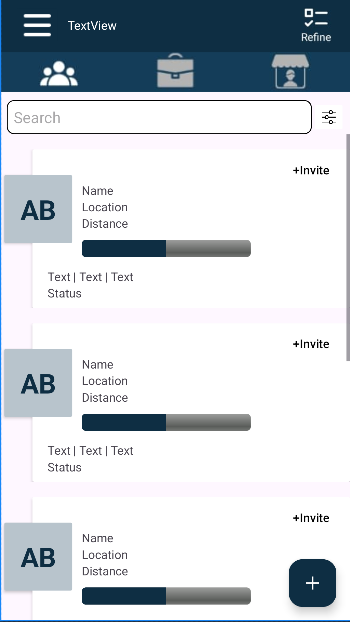 TextView
Refine
Search
+Invite
AB
Name
Location
Distance
Text | Text | Text
Status
+Invite
AB
Name
Location
Distance
Text | Text | Text
Status
+Invite
AB
Name
Location
Distance
+